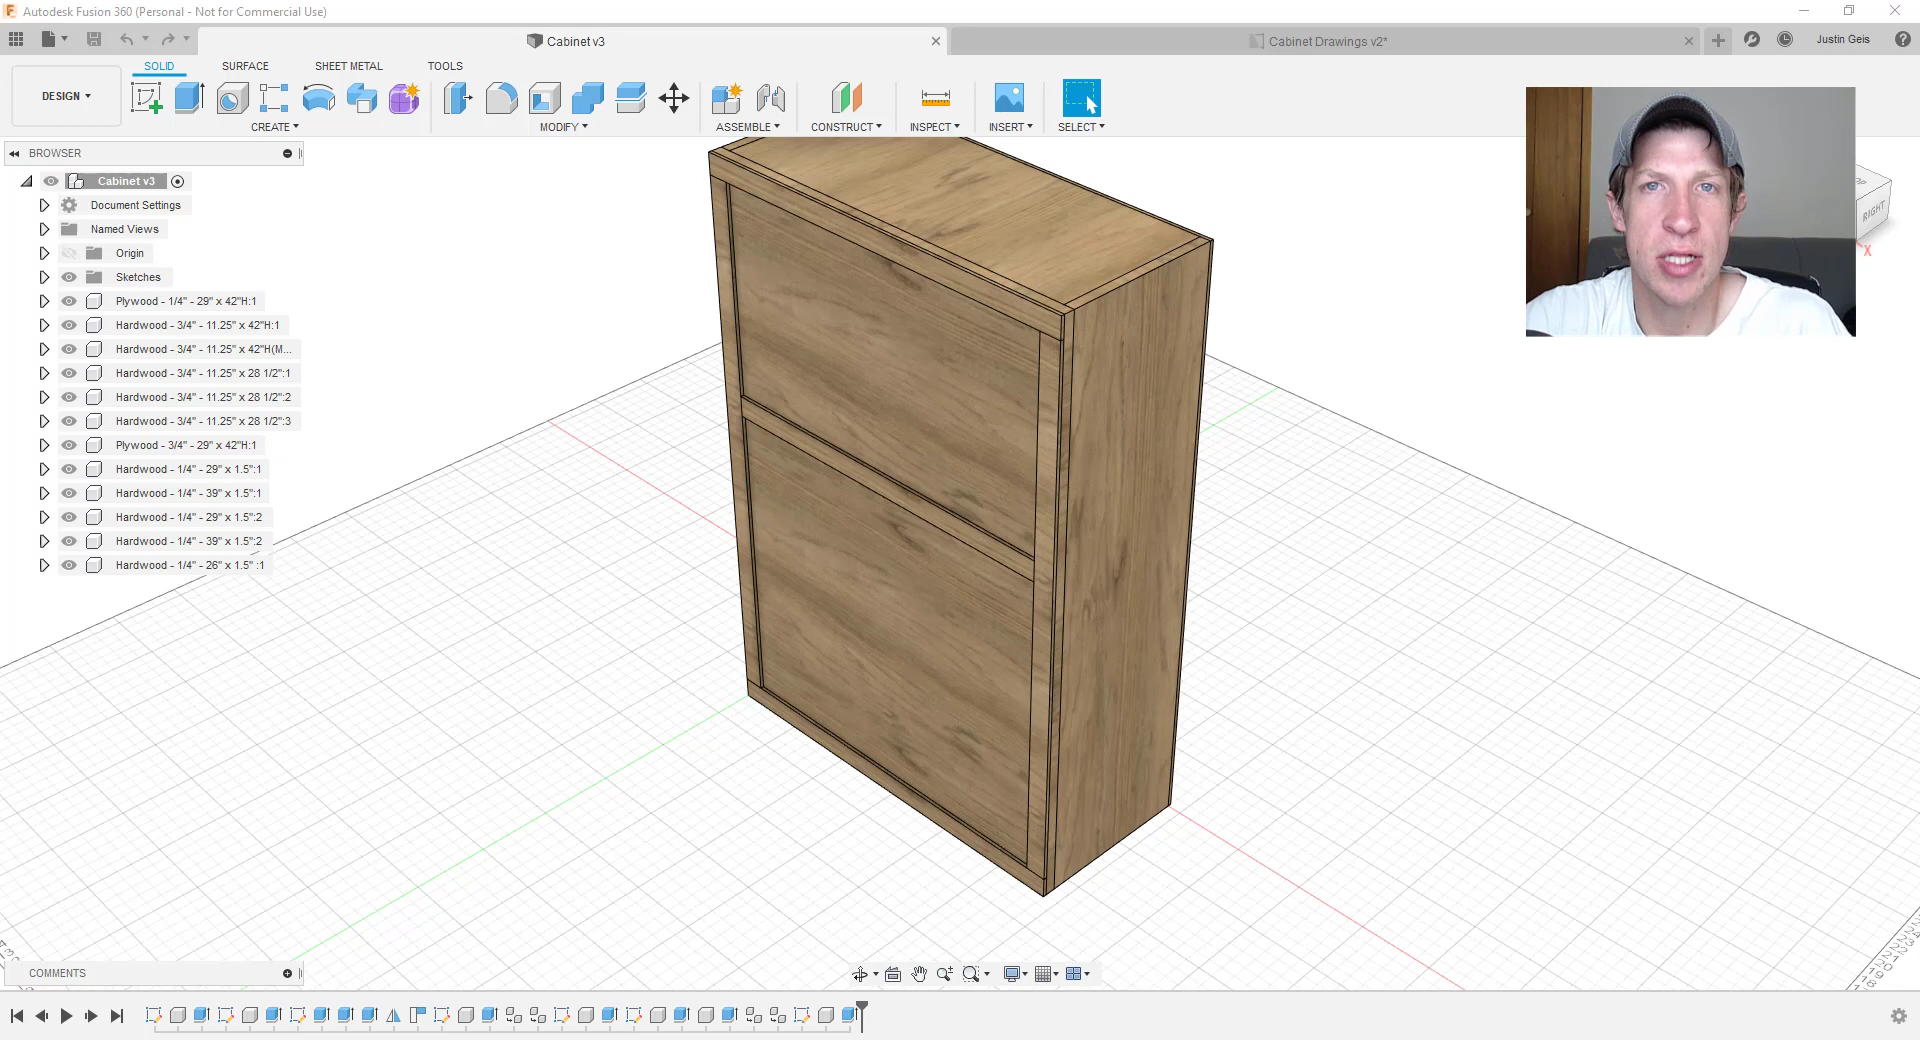 Autodesk Fusion 360 (Personal - Not for Commercial Use)
Cabinet v3
Cabinet Drawings v2*
Justin Geis
DESIGN
SOLID
SURFACE
SHEET METAL
TOOLS
CREATE
MODIFY
ASSEMBLE
CONSTRUCT
INSPECT
INSERT
SELECT
BROWSER
Cabinet v3
Document Settings
Named Views
Origin
Sketches
Plywood - 1/4" - 29" x 42"H:1
Hardwood - 3/4" - 11.25" x 42"H:1
Hardwood - 3/4" - 11.25" x 42"H(M...
Hardwood - 3/4" - 11.25" x 28 1/2":1
Hardwood - 3/4" - 11.25" x 28 1/2":2
Hardwood - 3/4" - 11.25" x 28 1/2":3
Plywood - 3/4" - 29" x 42"H:1
Hardwood - 1/4" - 29" x 1.5":1
Hardwood - 1/4" - 39" x 1.5":1
Hardwood - 1/4" - 29" x 1.5":2
Hardwood - 1/4" - 39" x 1.5":2
Hardwood - 1/4" - 26" x 1.5" :1
RIGHT
X
COMMENTS